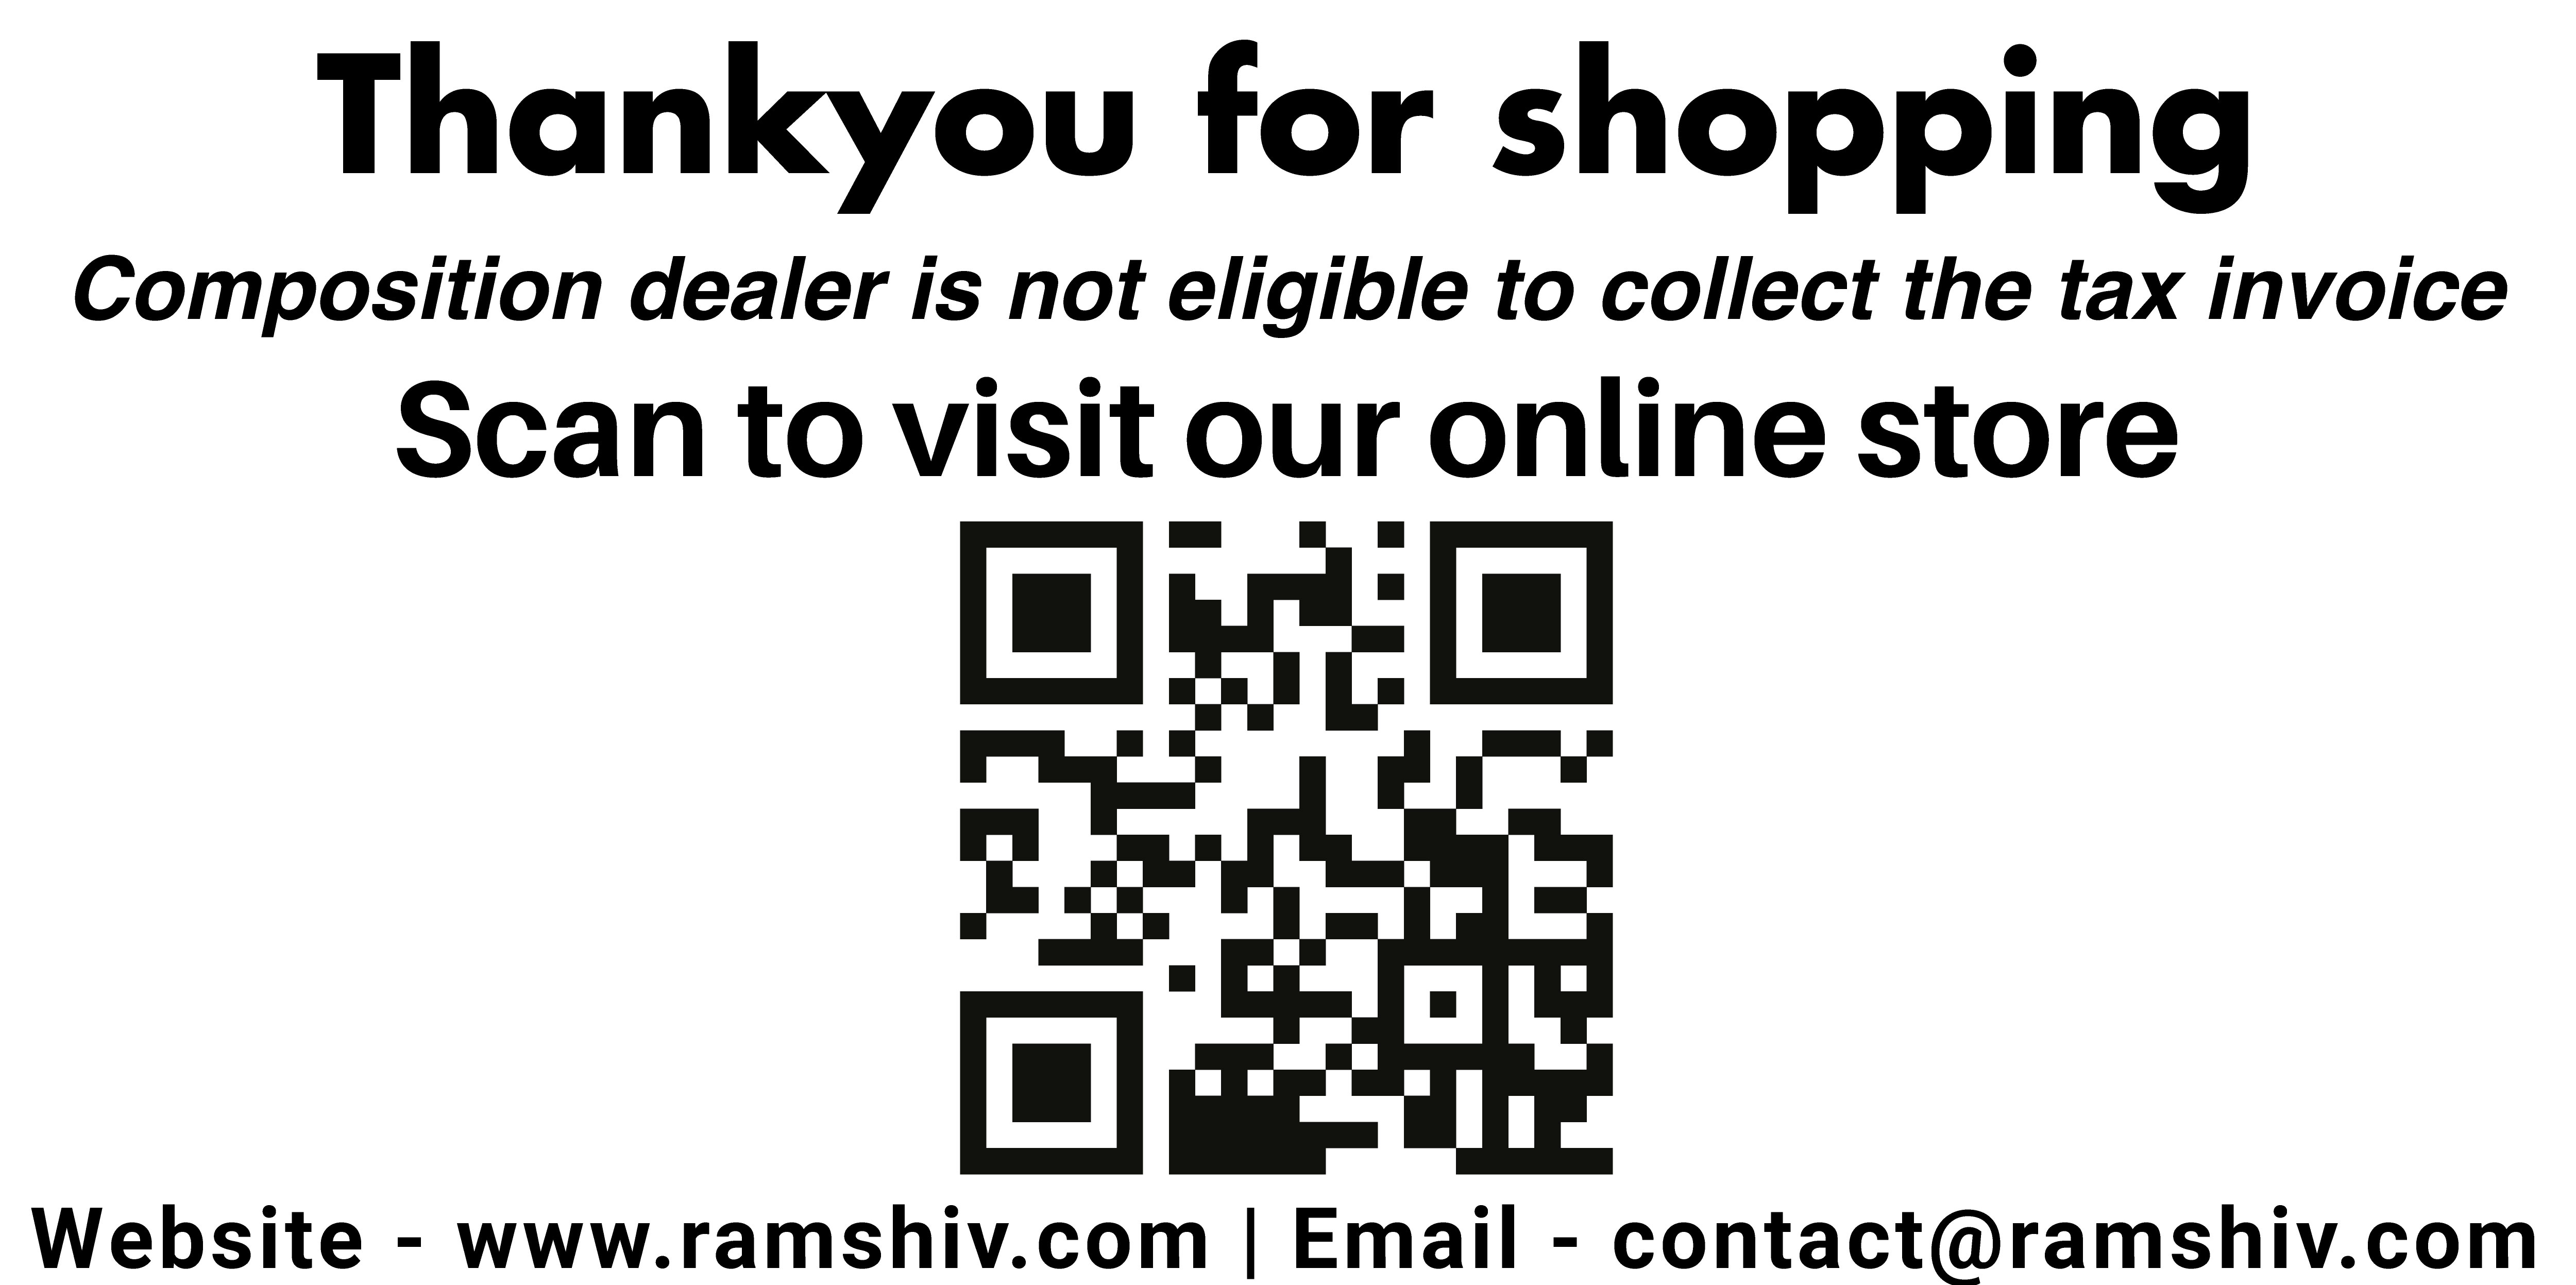 Thankyou for shopping
Composition dealer is not eligible to collect the tax invoice
Scan to visit our online store
Website - www.ramshiv.com | Email - contact@ramshiv.com